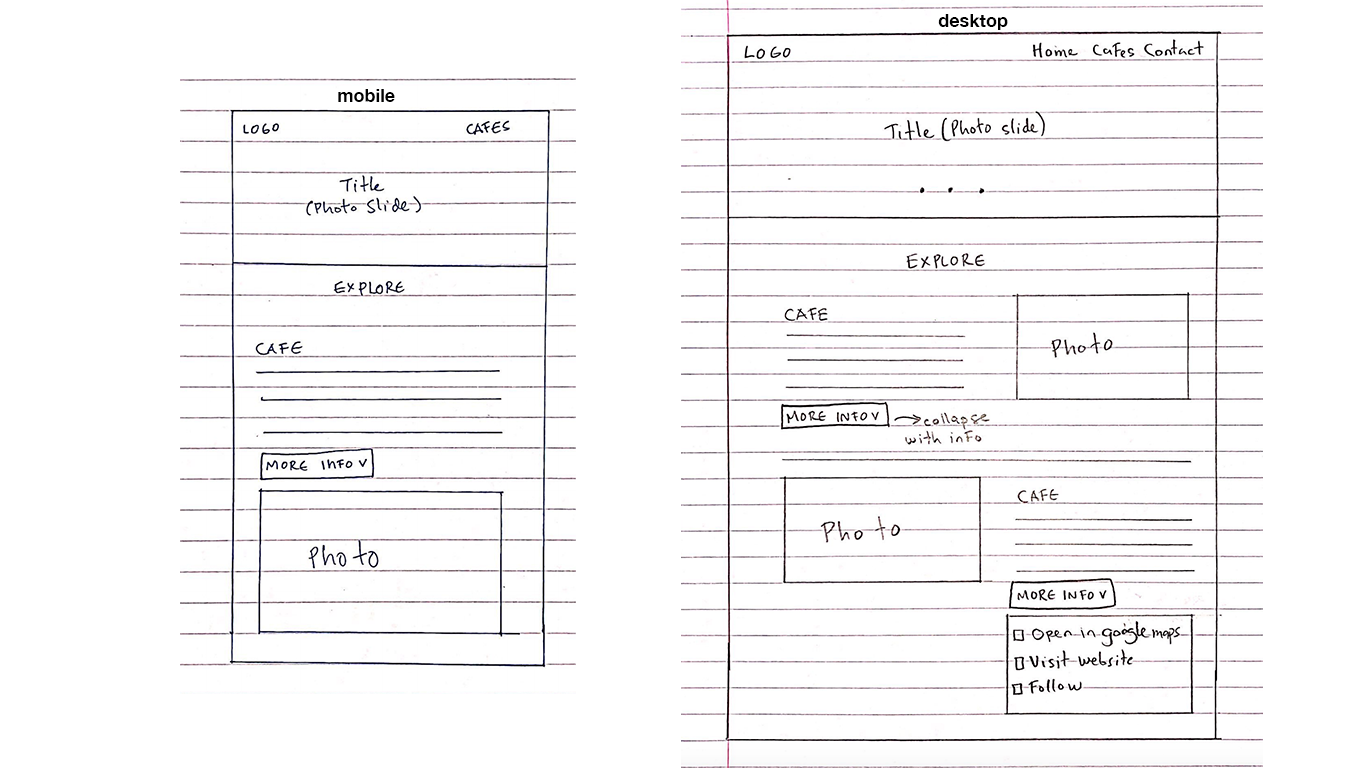 mobile
LOGO CAFES
Title
(Photo Slide)
EXPLORE
CAFE
MORE INFO V
Photo
desktop
LOGO Home Cafes Contact
Title (Photo slide)
. . .
EXPLORE
CAFE
Photo
MORE INFO V → collapse
with info
Photo
CAFE
MORE INFO V
Open in google maps
Visit website
Follow